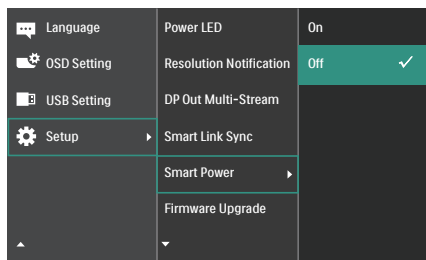 Language
OSD Setting
USB Setting
Setup
Power LED
Resolution Notification
DP Out Multi-Stream
Smart Link Sync
Smart Power
Firmware Upgrade
On
Off